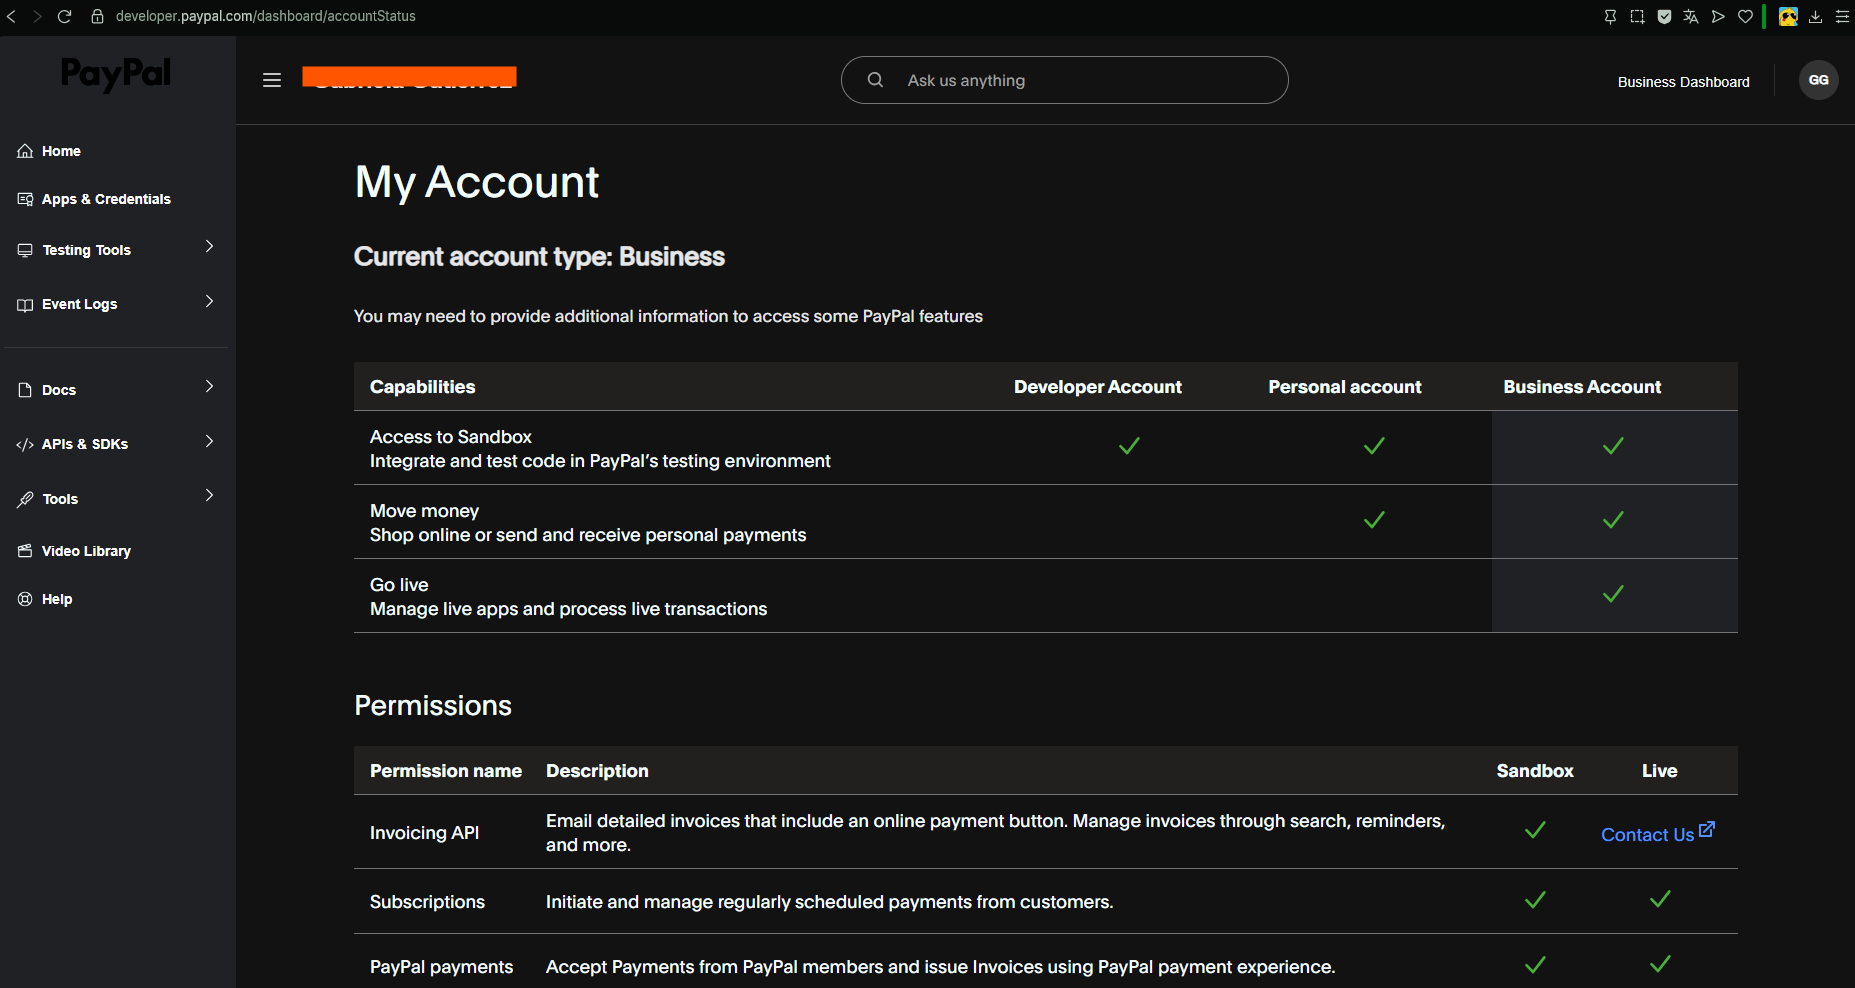 developer.paypal.com/dashboard/accountStatus
PayPal
Ask us anything
Business Dashboard
GG
Home
Apps & Credentials
Testing Tools
Event Logs
Docs
APIs & SDKs
Tools
Video Library
Help
My Account
Current account type: Business
You may need to provide additional information to access some PayPal features
Capabilities Developer Account Personal account Business Account
Access to Sandbox
Integrate and test code in PayPal’s testing environment
Move money
Shop online or send and receive personal payments
Go live
Manage live apps and process live transactions
Permissions
Permission name Description Sandbox Live
Invoicing API
Email detailed invoices that include an online payment button. Manage invoices through search, reminders,
and more.
Contact Us
Subscriptions Initiate and manage regularly scheduled payments from customers.
PayPal payments Accept Payments from PayPal members and issue Invoices using PayPal payment experience.